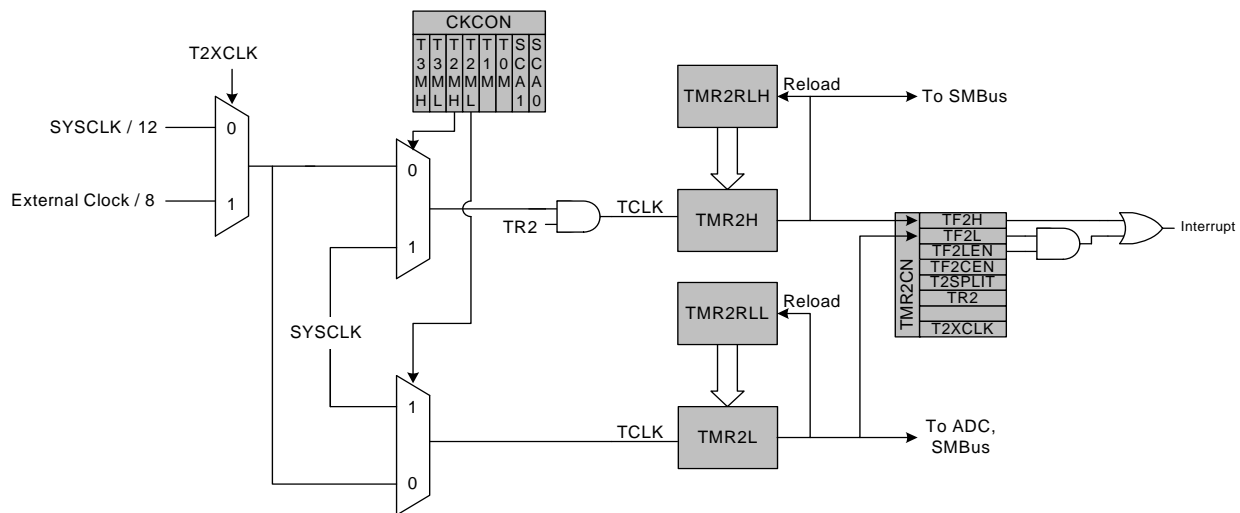 CKCON
T3MH
T3ML
T2MH
T2ML
T1M
T0M
SCA1
SCA0
T2XCLK
SYSCLK / 12
0
External Clock / 8
1
0
1
TR2
TCLK
TMR2RLH
Reload
To SMBus
TMR2H
SYSCLK
1
0
TCLK
TMR2RLL
Reload
TMR2L
To ADC,
SMBus
TMR2CN
TF2H
TF2L
TF2LEN
TF2CEN
T2SPLIT
TR2
T2XCLK
Interrupt